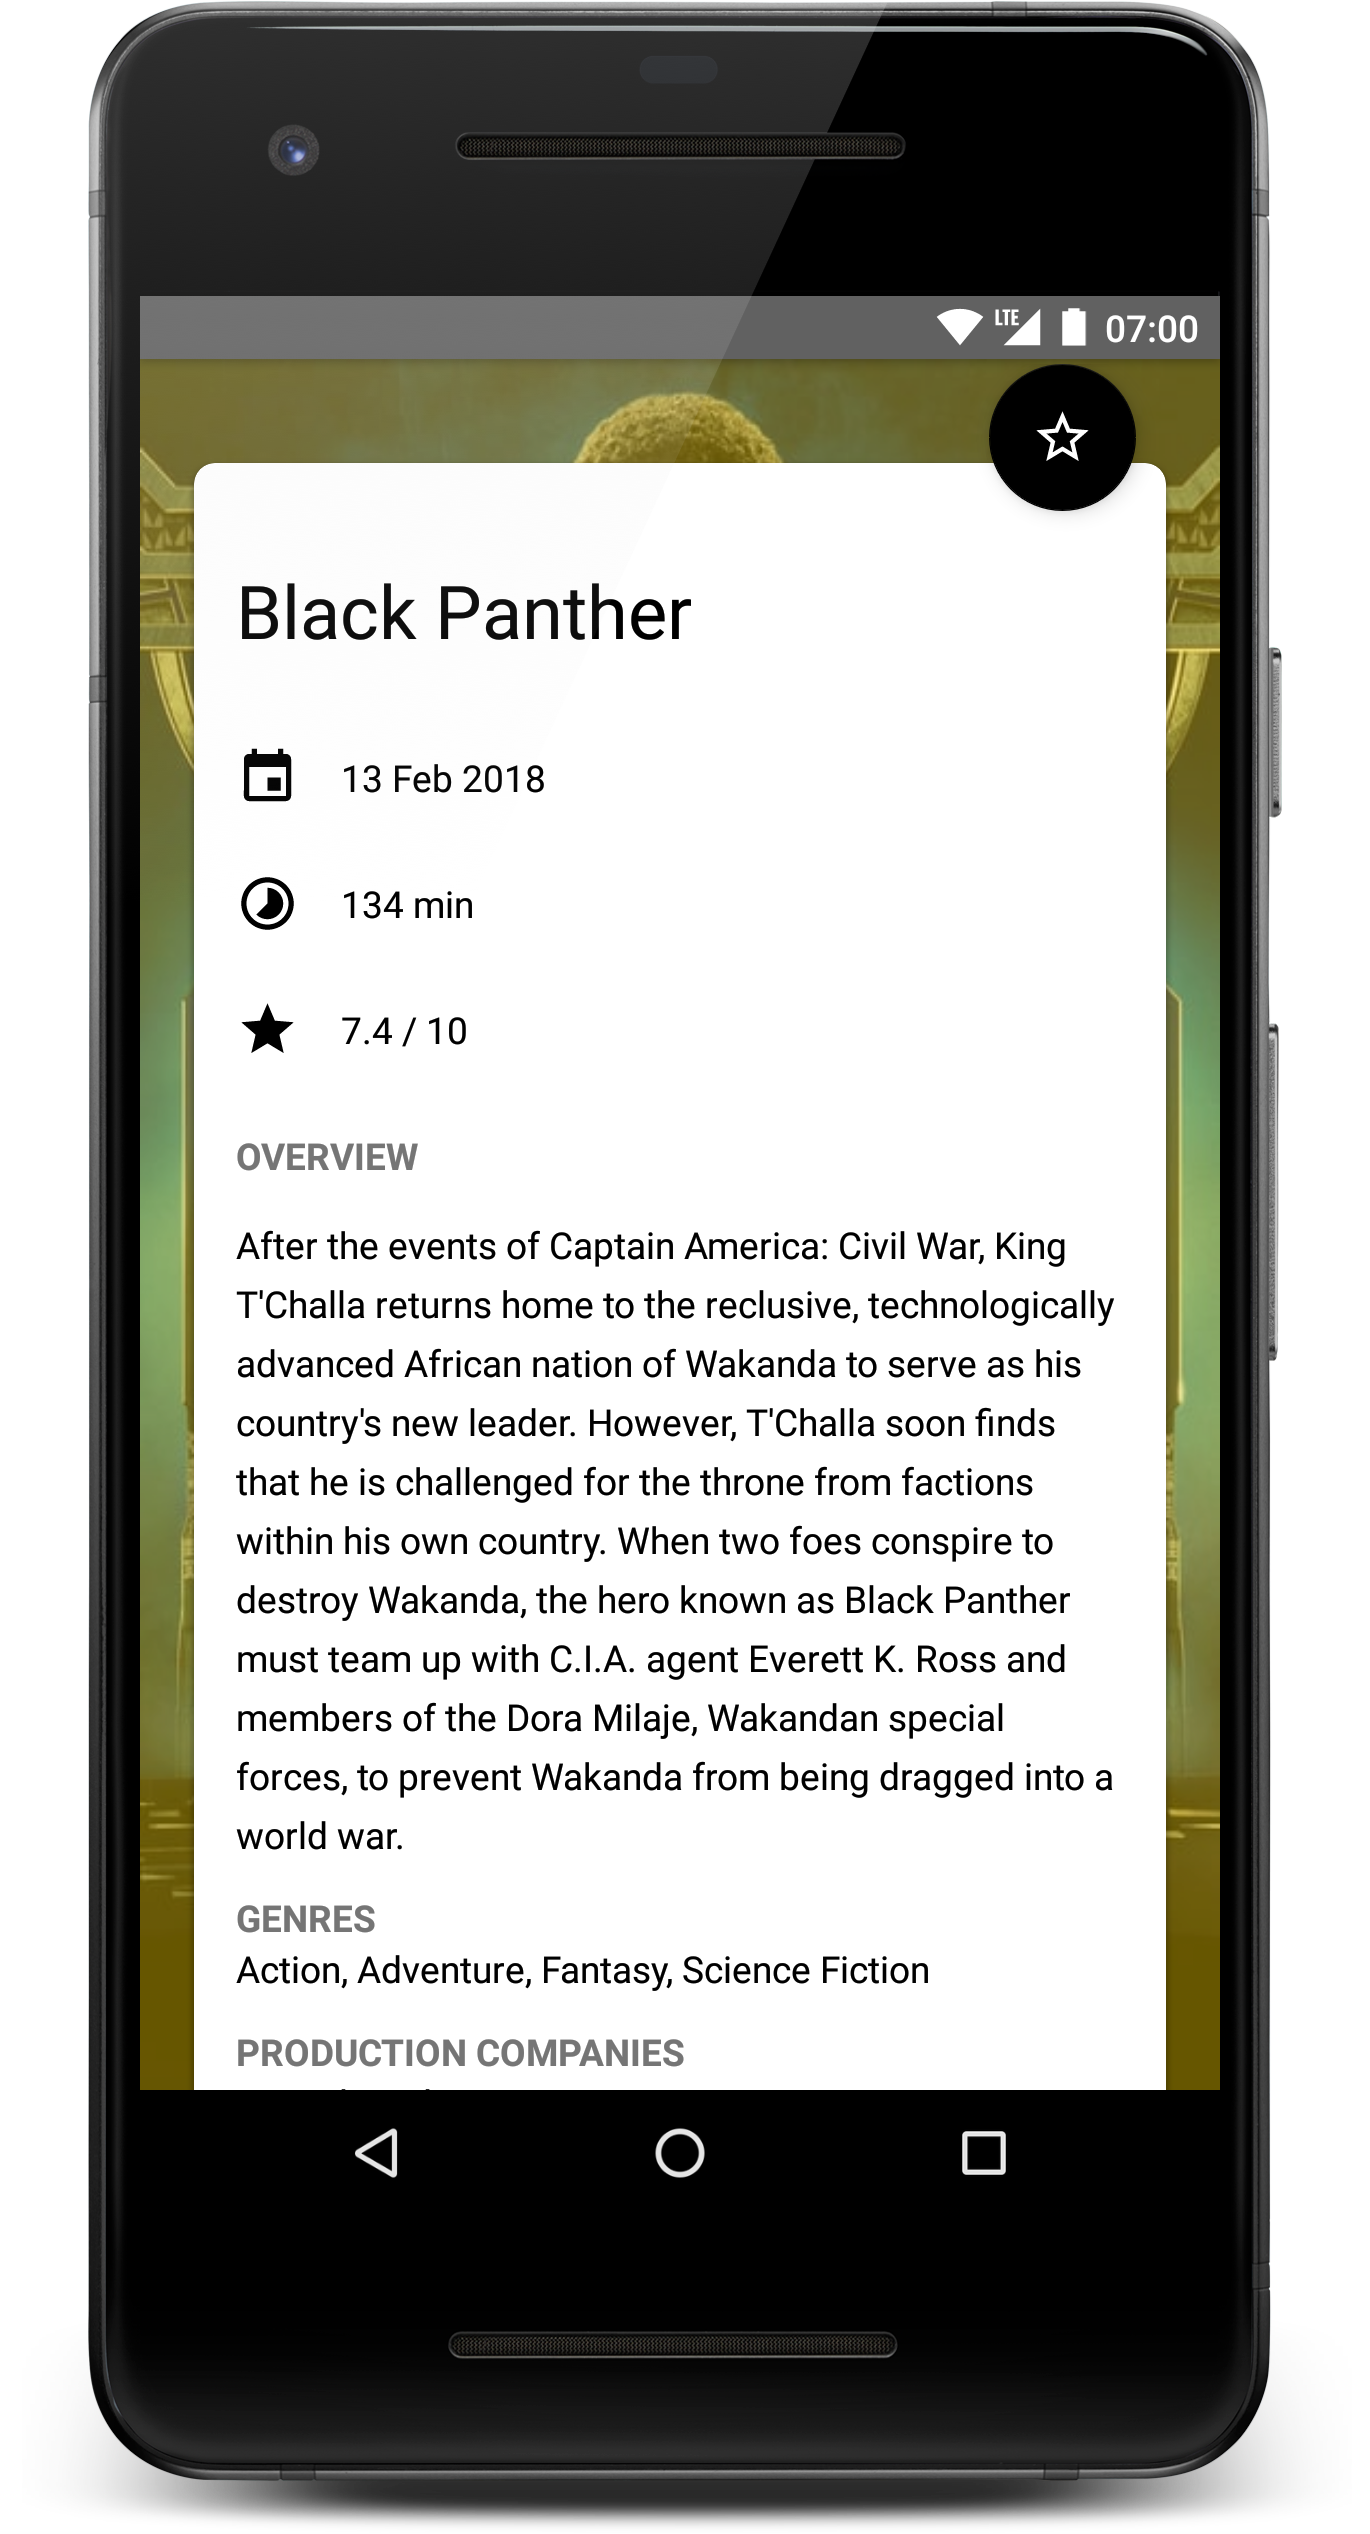 LTE 07:00
Black Panther
13 Feb 2018
134 min
7.4 / 10
OVERVIEW
After the events of Captain America: Civil War, King
T'Challa returns home to the reclusive, technologically
advanced African nation of Wakanda to serve as his
country's new leader. However, T'Challa soon finds
that he is challenged for the throne from factions
within his own country. When two foes conspire to
destroy Wakanda, the hero known as Black Panther
must team up with C.I.A. agent Everett K. Ross and
members of the Dora Milaje, Wakandan special
forces, to prevent Wakanda from being dragged into a
world war.
GENRES
Action, Adventure, Fantasy, Science Fiction
PRODUCTION COMPANIES